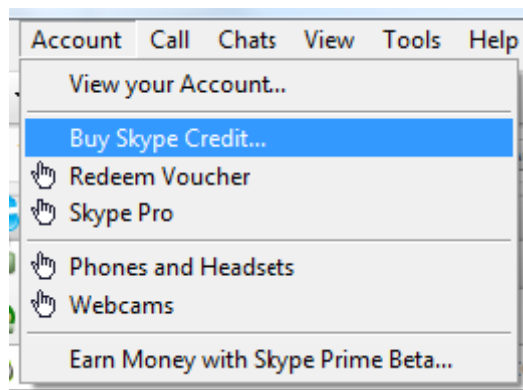 Account Call Chats View Tools Help
View your Account...
Buy Skype Credit...
Redeem Voucher
Skype Pro
Phones and Headsets
Webcams
Earn Money with Skype Prime Beta...